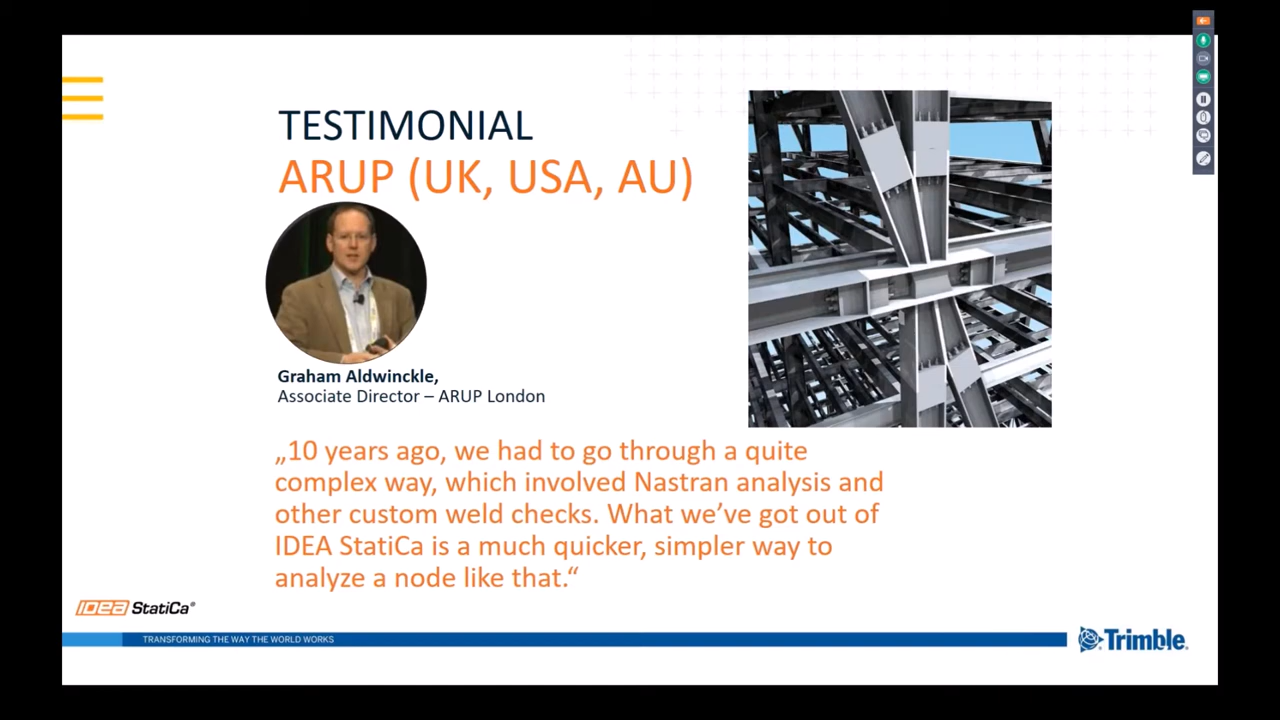 TESTIMONIAL
ARUP (UK, USA, AU)
Graham Aldwinckle,
Associate Director – ARUP London
„10 years ago, we had to go through a quite
complex way, which involved Nastran analysis and
other custom weld checks. What we’ve got out of
IDEA StatiCa is a much quicker, simpler way to
analyze a node like that.“
IDEA StatiCa®
TRANSFORMING THE WAY THE WORLD WORKS
Trimble®